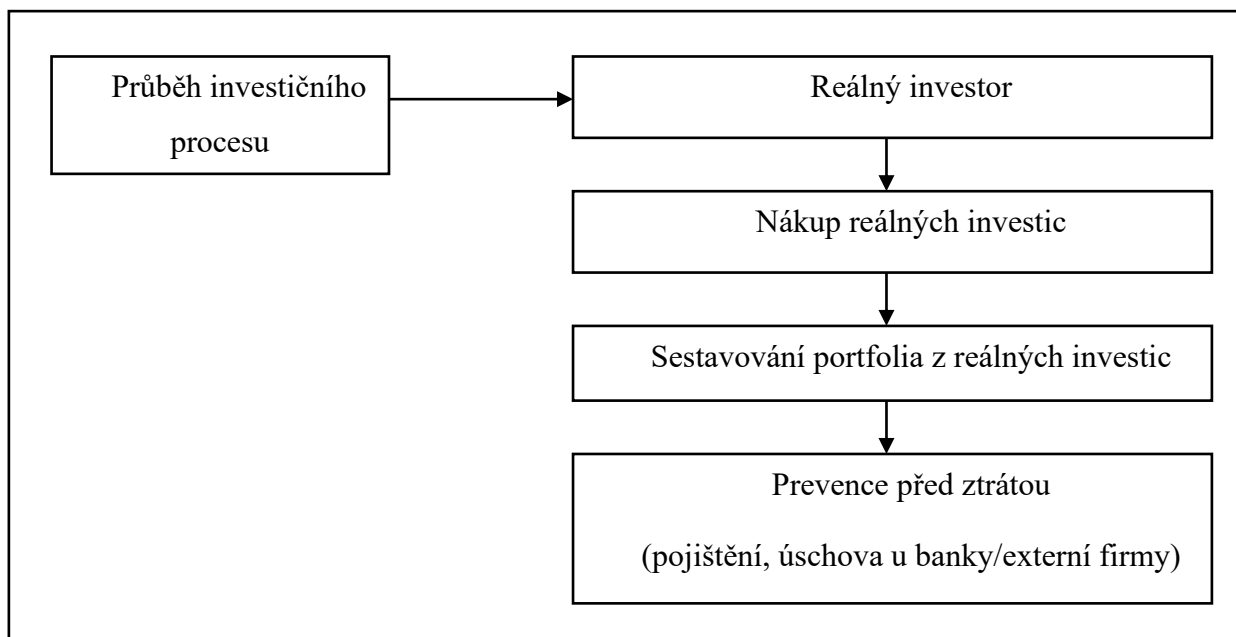 Průběh investičního
procesu
Reálný investor
Nákup reálných investic
Sestavování portfolia z reálných investic
Prevence před ztrátou
(pojištění, úschova u banky/externí firmy)